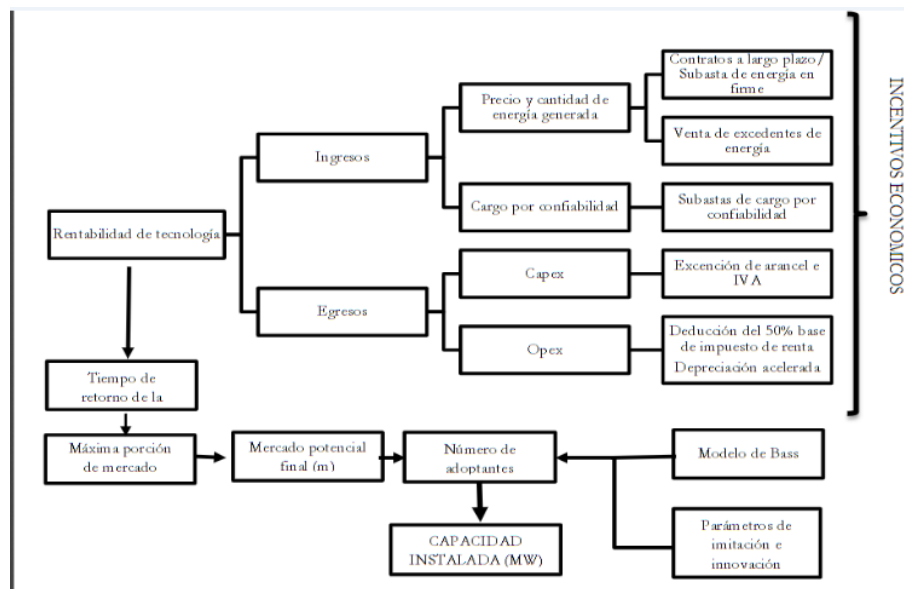 Contratos a largo plazo/
Subasta de energía en
firme
Precio y cantidad de
energía generada
Venta de excedentes de
energía
Ingresos
Cargo por confiabilidad
Subastas de cargo por
confiabilidad
Rentabilidad de tecnología
Capex
Excención de arancel e
IVA
Egresos
Opex
Deducción del 50% base
de impuesto de renta
Depreciación acelerada
INCENTIVOS ECONOMICOS
Tiempo de
retorno de la
Máxima porción
de mercado
Mercado potencial
final (m)
Número de
adoptantes
Modelo de Bass
Parámetros de
imitación e
innovación
CAPACIDAD
INSTALADA (MW)